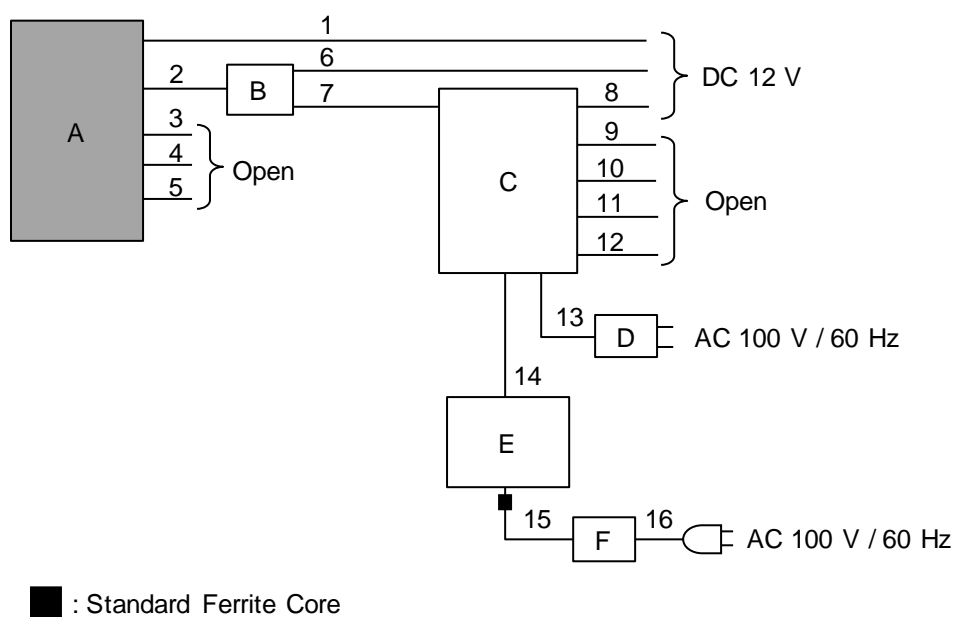 1
6
DC 12 V
2
B
7
8
A
3
9
4
Open
10
C
5
11
Open
12
13
D
AC 100 V / 60 Hz
14
E
15
F
16
AC 100 V / 60 Hz
: Standard Ferrite Core